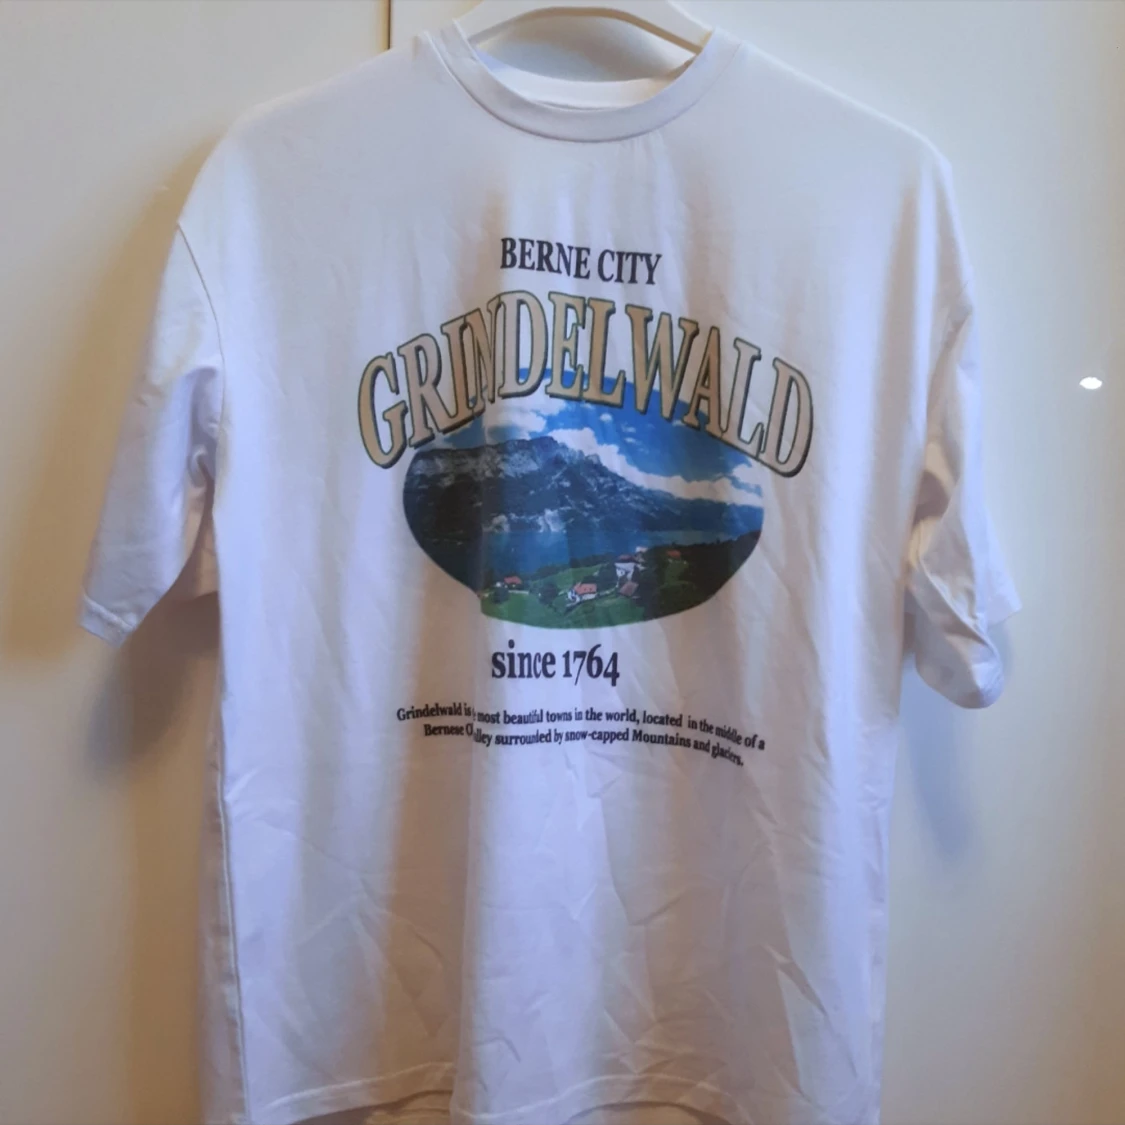 BERNE CITY
GRINDELWALD
since 1764
Grindelwald is most beautiful towns in the world, located in the middle of a
Bernese surrounded by snow-capped Mountains and glaciers.